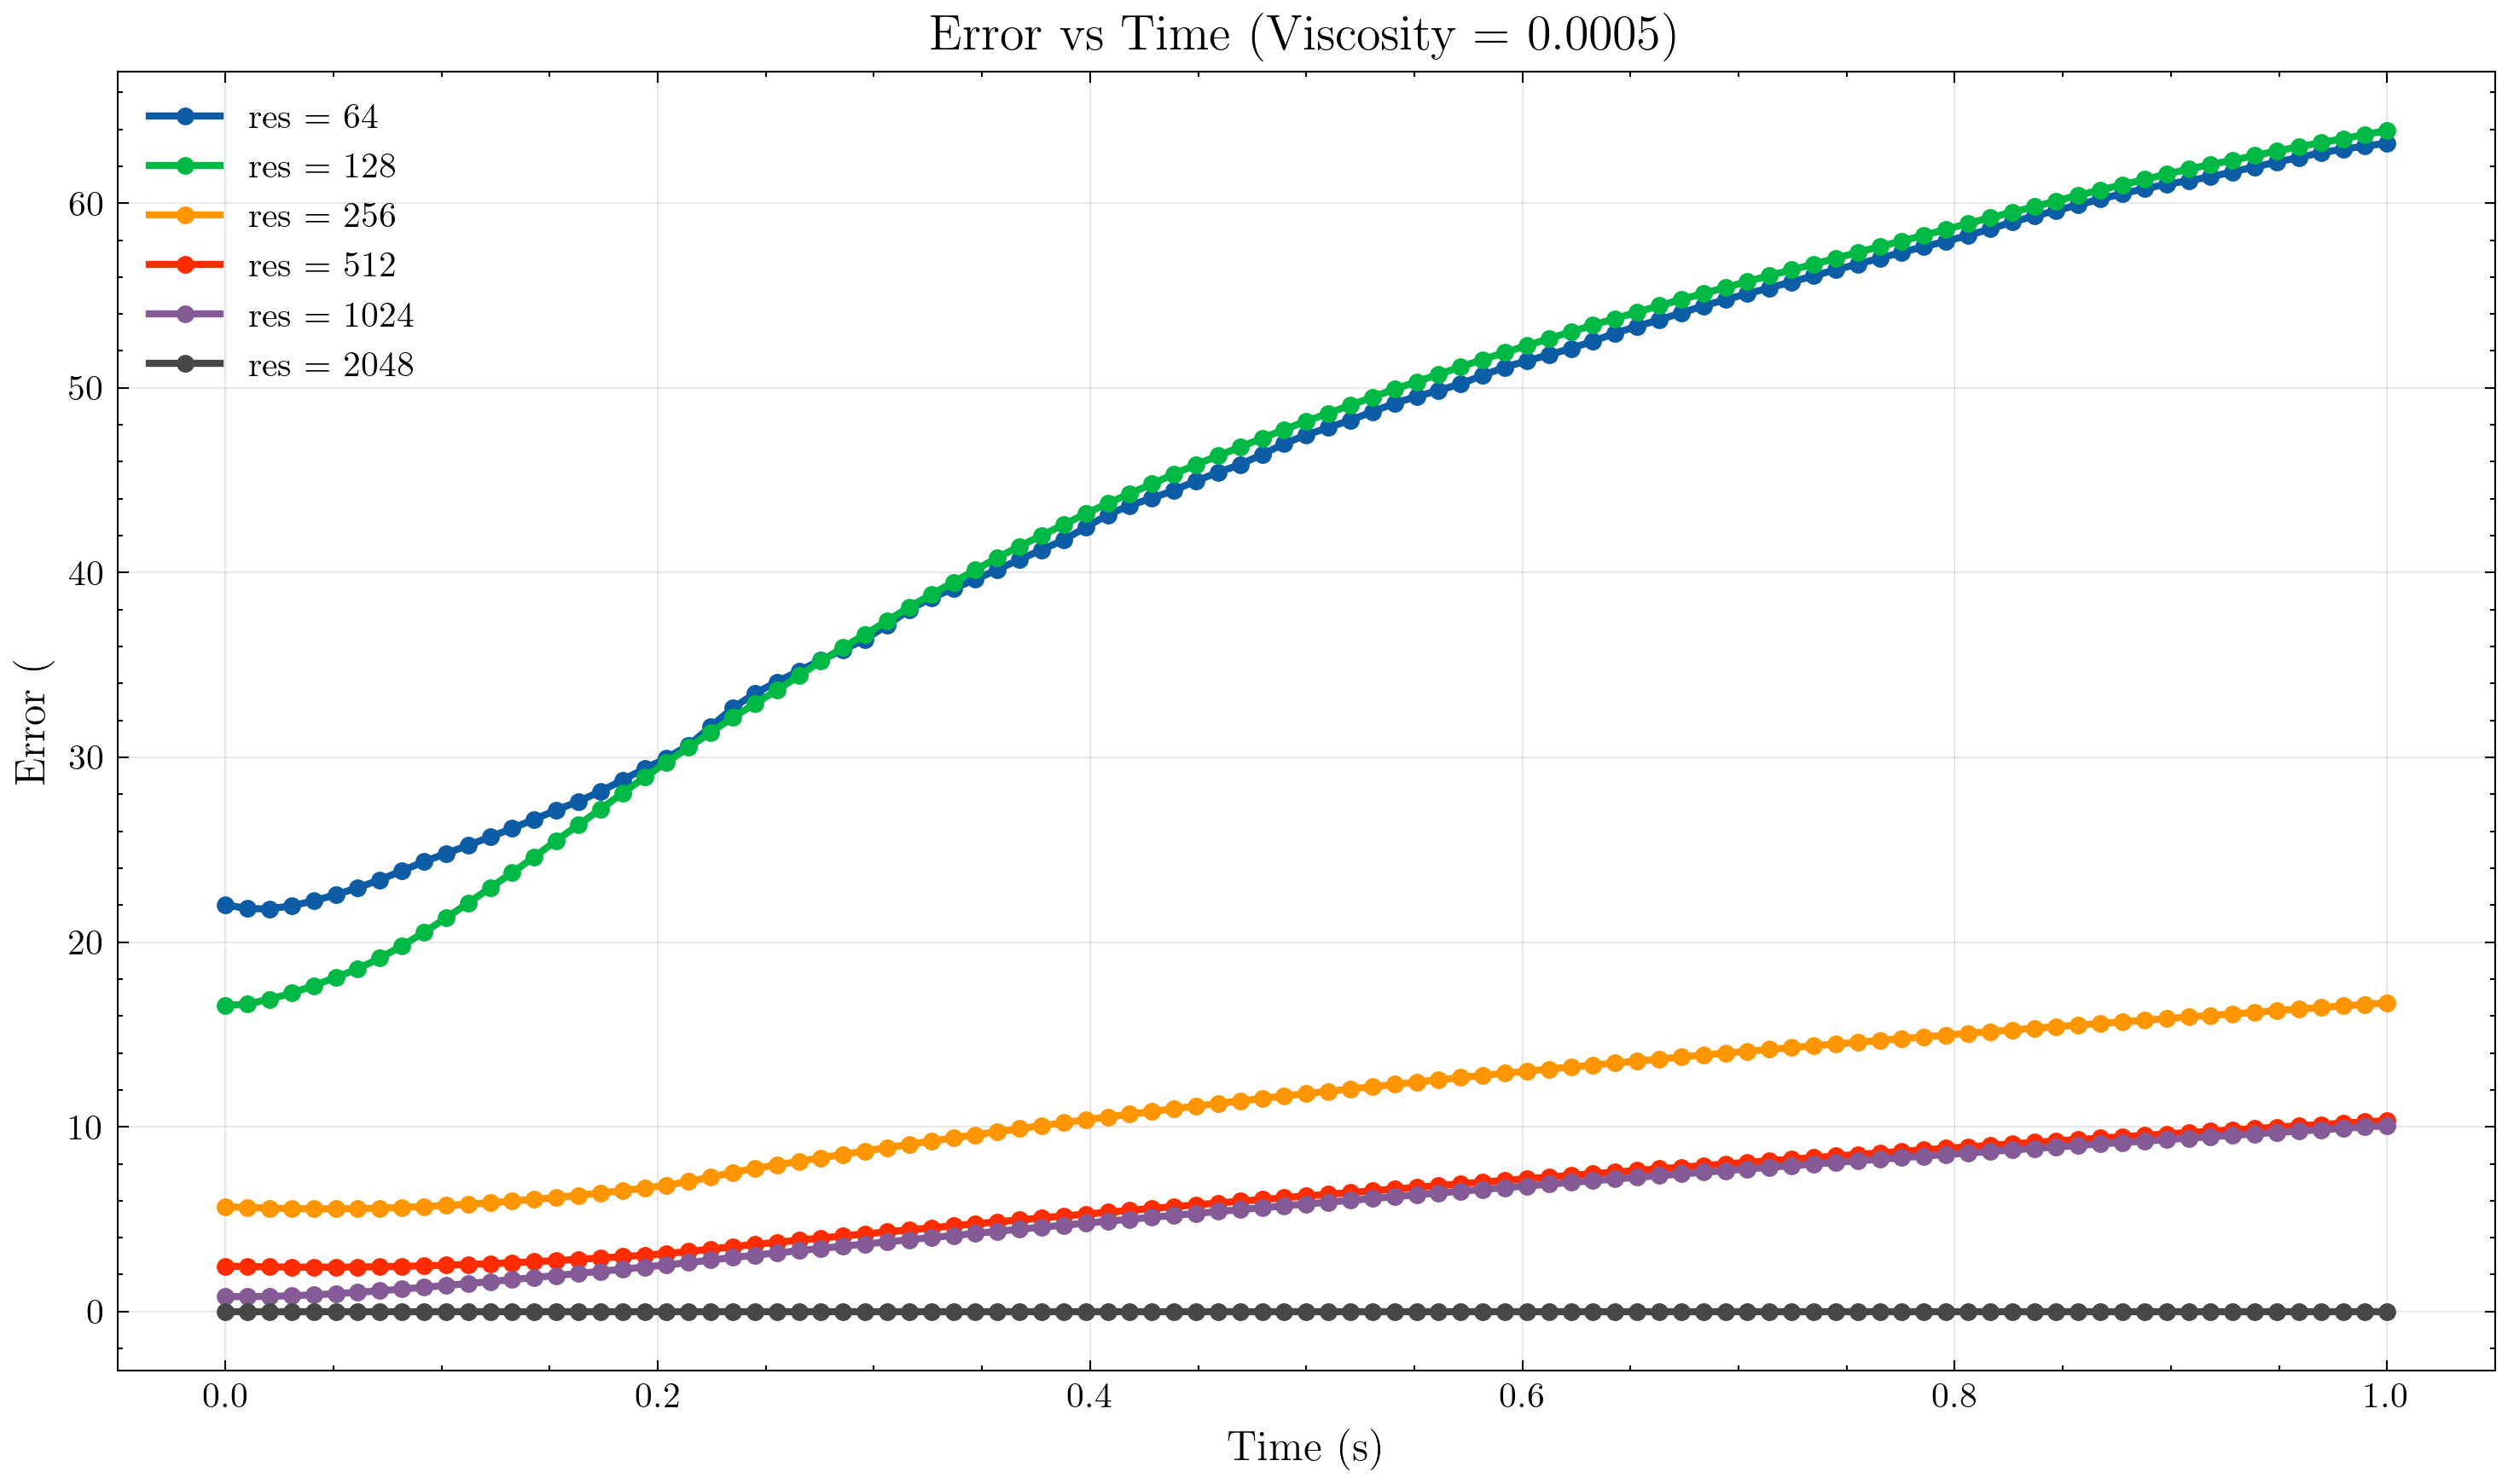 Error vs Time (Viscosity = 0.0005)
res = 64
res = 128
res = 256
res = 512
res = 1024
res = 2048
60
50
40
30
20
10
0
Error (
0.0 0.2 0.4 0.6 0.8 1.0
Time (s)